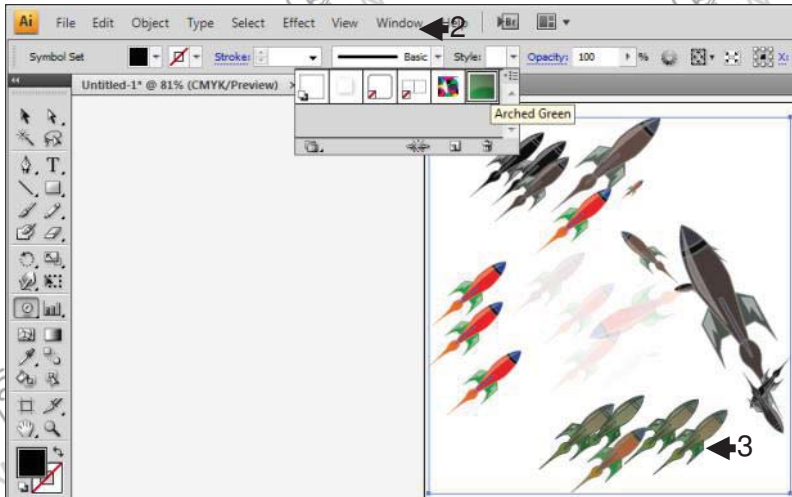 Ai File Edit Object Type Select Effect View Window 2 Br
Symbol Set Stroke: Basic Style: Opacity: 100 % X:
Untitled-1* @ 81% (CMYK/Preview) ×
Arched Green
3